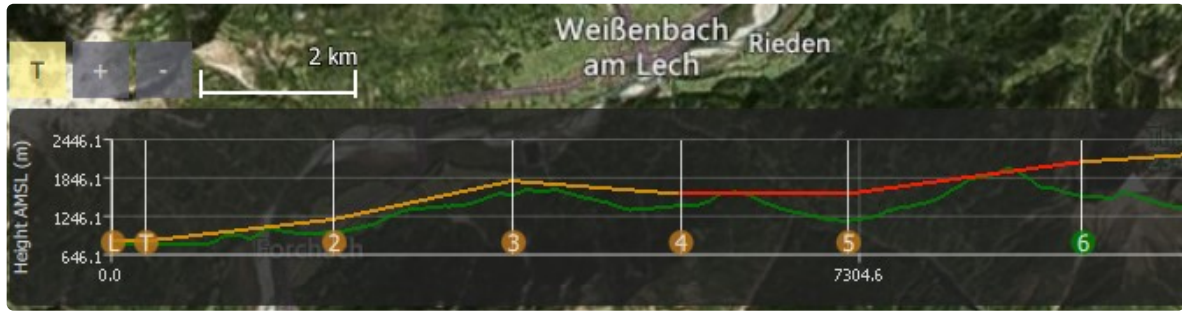 Weißenbach
am Lech
Rieden
T + -
2 km
Height AMSL (m)
2446.1
1846.1
1246.1
646.1
Forchach
L T 2 3 4 5 6
0.0 7304.6